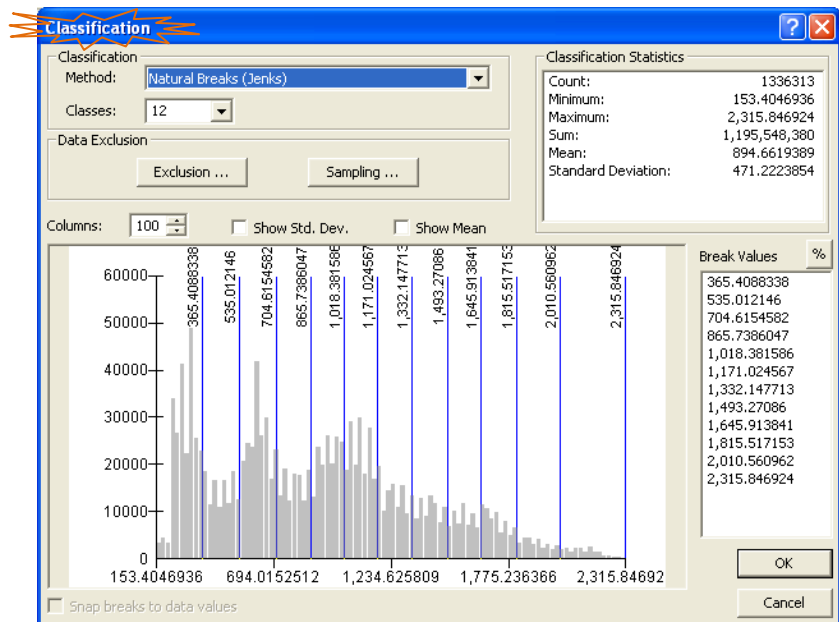 Classification
Classification
Method: Natural Breaks (Jenks)
Classes: 12
Data Exclusion
Exclusion ... Sampling ...
Classification Statistics
Count: 1336313
Minimum: 153.4046936
Maximum: 2,315.846924
Sum: 1,195,548,380
Mean: 894.6619389
Standard Deviation: 471.2223854
Columns: 100 Show Std. Dev. Show Mean
365.4088338
535.012146
704.6154582
865.7386047
1,018.381586
1,171.024567
1,332.147713
1,493.27086
1,645.913841
1,815.517153
2,010.560962
2,315.846924
60000
50000
40000
30000
20000
10000
0
153.4046936 694.0152512 1,234.625809 1,775.236366 2,315.84692
Break Values %
365.4088338
535.012146
704.6154582
865.7386047
1,018.381586
1,171.024567
1,332.147713
1,493.27086
1,645.913841
1,815.517153
2,010.560962
2,315.846924
Snap breaks to data values
OK
Cancel